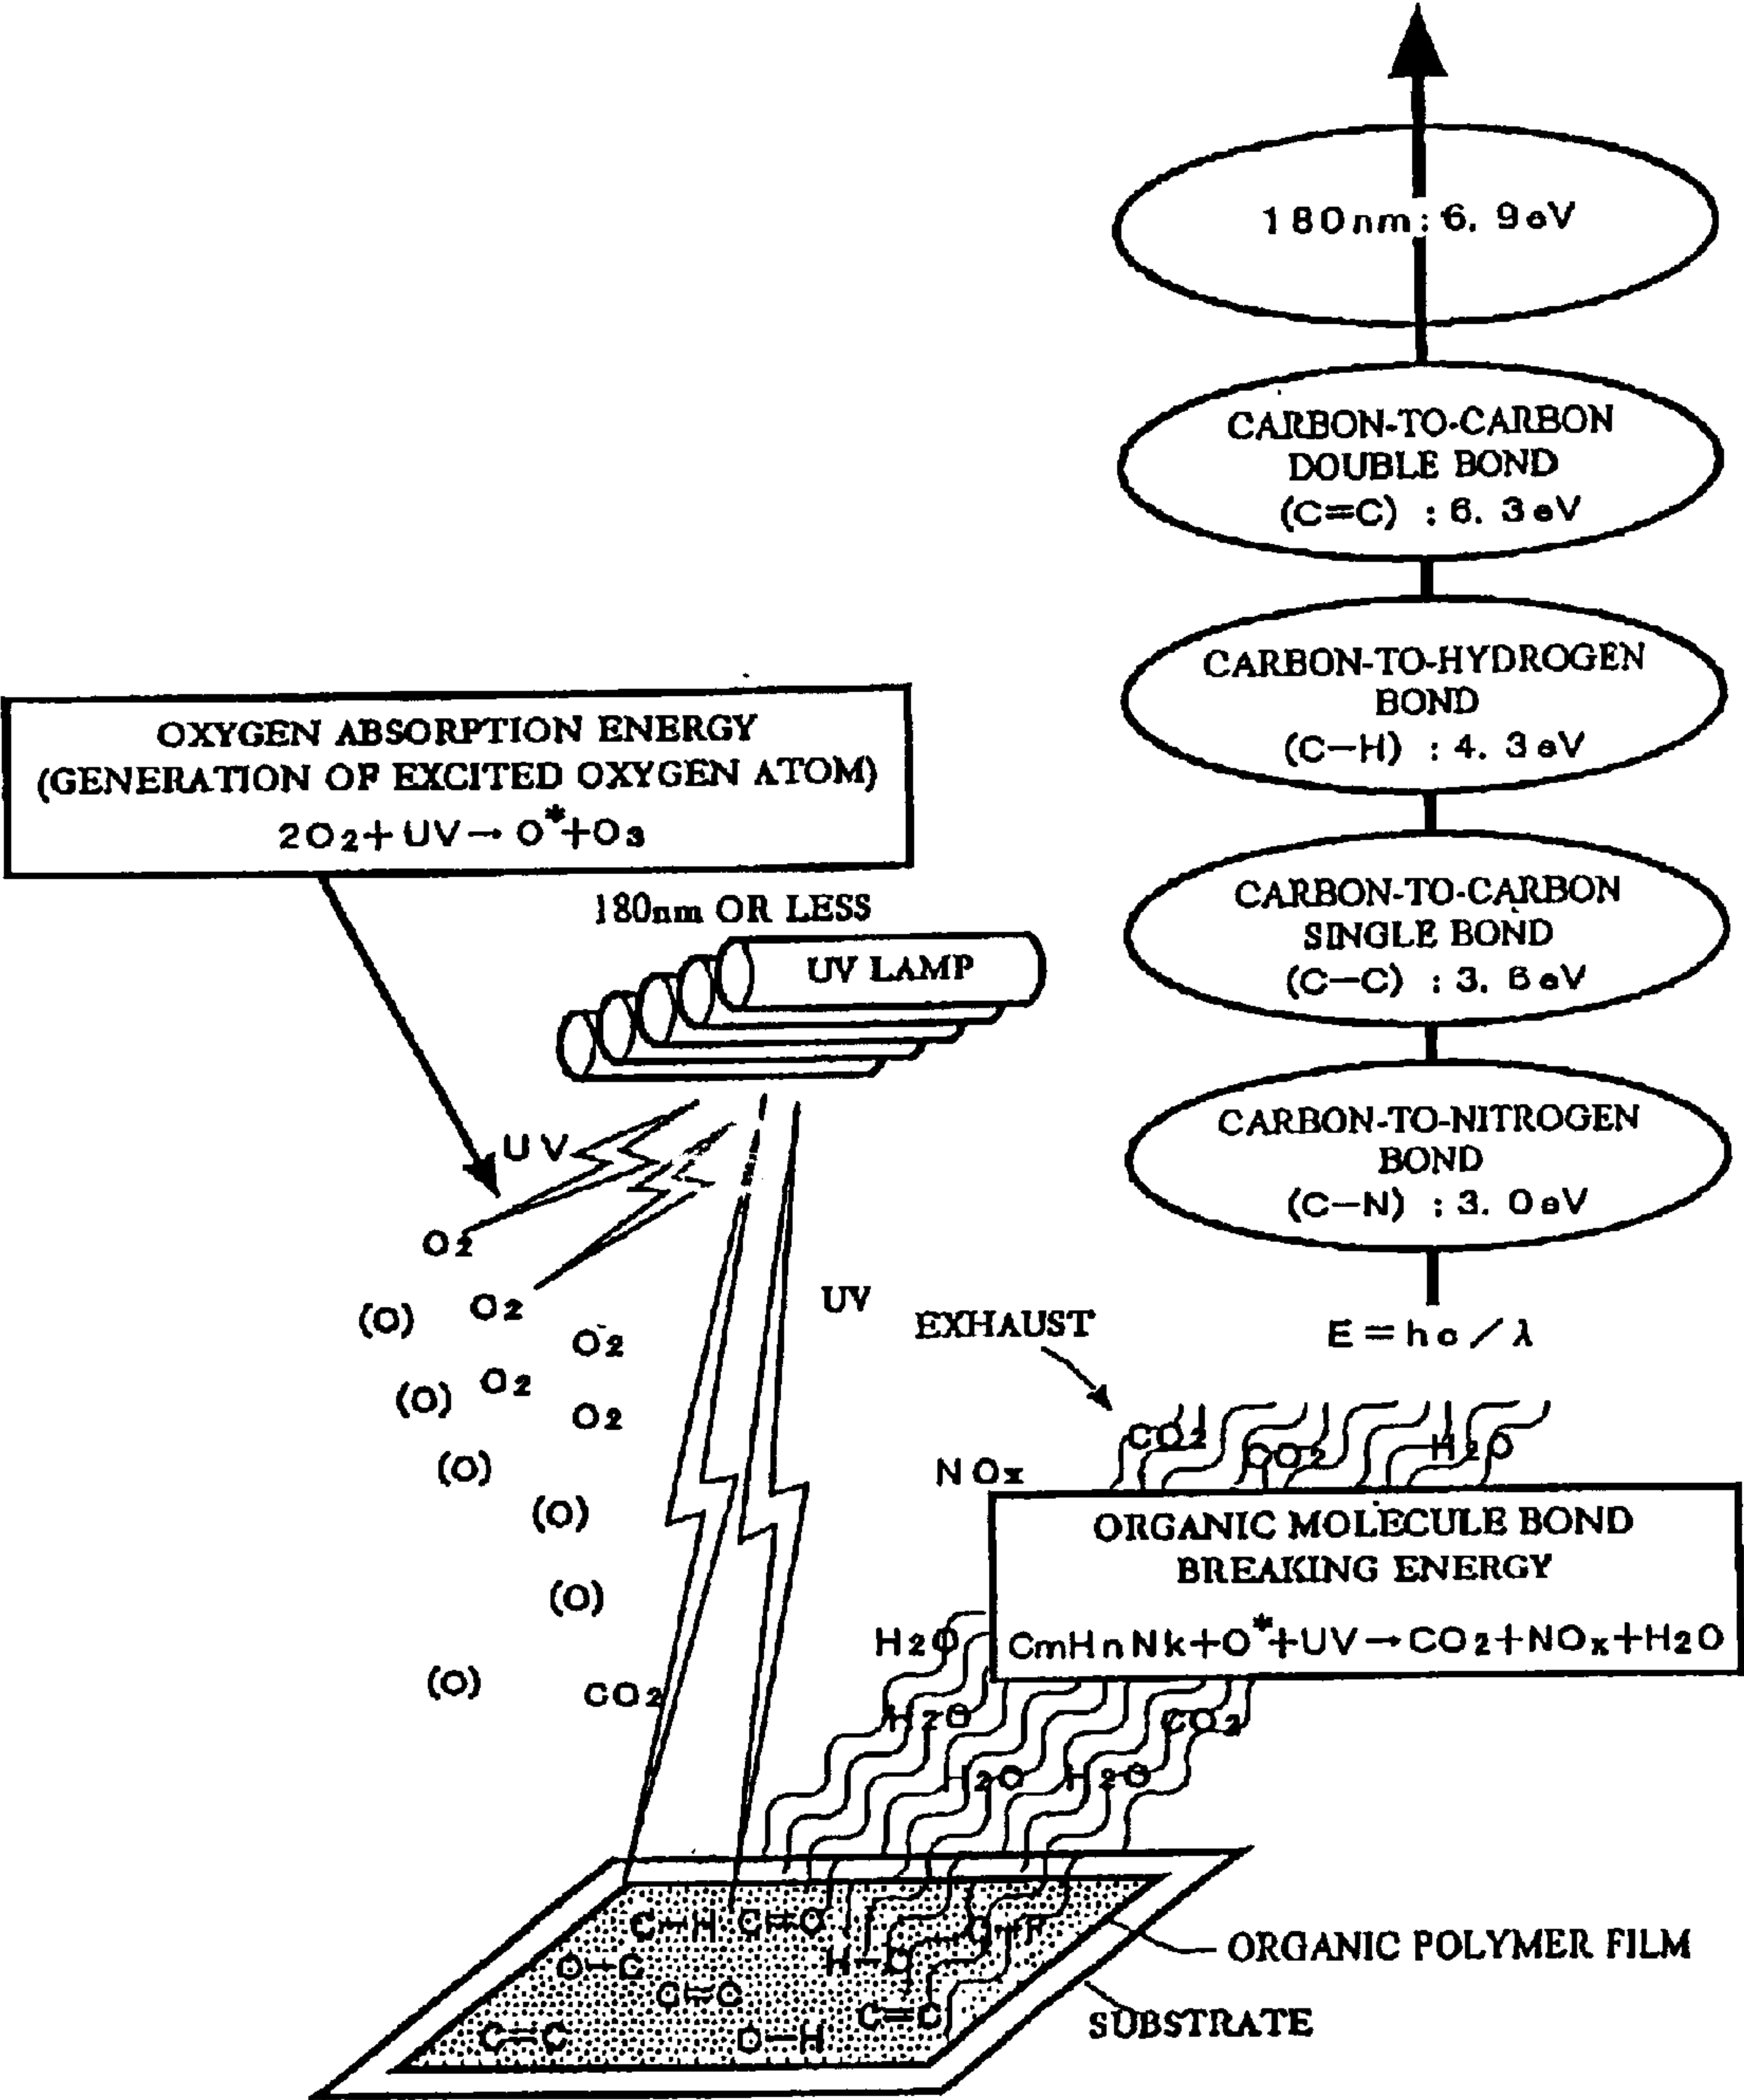 180nm:6. 9eV
CARBON-TO-CARBON
DOUBLE BOND
(C=C) :6. 3eV
CARBON-TO-HYDROGEN
BOND
(C−H) :4. 3eV
CARBON-TO-CARBON
SINGLE BOND
(C−C) :3. 6eV
CARBON-TO-NITROGEN
BOND
(C−N) :3. 0eV
E=hc/λ
OXYGEN ABSORPTION ENERGY
(GENERATION OF EXCITED OXYGEN ATOM)
2O2+UV→O*+O3
180nm OR LESS
UV LAMP
UV
O2
(O) O2
O2
(O) O2
O2
(O)
(O)
(O)
(O) CO2
UV
EXHAUST
CO2 CO2 H2O
NOx
ORGANIC MOLECULE BOND
BREAKING ENERGY
CmHnNk+O*+UV→CO2+NOx+H2O
H2O
H2O CO2
H2O H2O
C−H C=O
O−C
C=C
C=C
C=C O−H
ORGANIC POLYMER FILM
SUBSTRATE